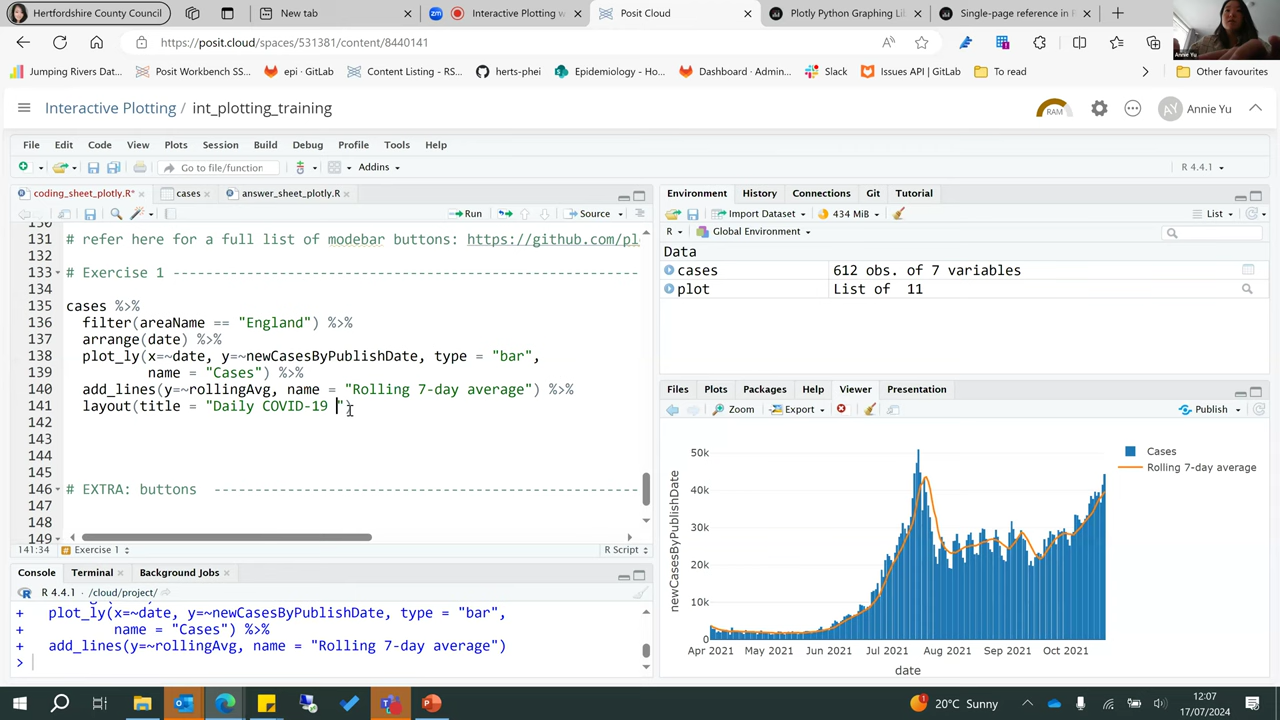 Hertfordshire County Council
New tab
Interactive Plotting w
Posit Cloud
Plotly Python Graphing Li
Single-page reference in R
Annie Yu
https://posit.cloud/spaces/531381/content/8440141
Jumping Rivers Dat...
Posit Workbench SS...
epi · GitLab
Content Listing - RS...
herts-phei
Epidemiology - Ho...
Dashboard · Admin...
Slack
Issues API | GitLab
To read
Other favourites
Interactive Plotting / int_plotting_training
RAM
AY Annie Yu
File Edit Code View Plots Session Build Debug Profile Tools Help
Go to file/function
Addins
R 4.4.1
coding_sheet_plotly.R*
cases
answer_sheet_plotly.R
Run
Source
130
131 # refer here for a full list of modebar buttons: https://github.com/pl
132
133 # Exercise 1
134
135 cases %>%
136 filter(areaName == "England") %>%
137 arrange(date) %>%
138 plot_ly(x=~date, y=~newCasesByPublishDate, type = "bar",
139 name = "Cases") %>%
140 add_lines(y=~rollingAvg, name = "Rolling 7-day average") %>%
141 layout(title = "Daily COVID-19 ")
142
143
144
145
146 # EXTRA: buttons
147
148
149
141:34
# Exercise 1
R Script
Console Terminal Background Jobs
R 4.4.1 · /cloud/project/
+ plot_ly(x=~date, y=~newCasesByPublishDate, type = "bar",
+ name = "Cases") %>%
+ add_lines(y=~rollingAvg, name = "Rolling 7-day average")
>
Environment History Connections Git Tutorial
Import Dataset
434 MiB
List
R
Global Environment
Data
cases 612 obs. of 7 variables
plot List of 11
Files Plots Packages Help Viewer Presentation
Zoom
Export
Publish
50k
40k
30k
20k
10k
0
newCasesByPublishDate
Apr 2021 May 2021 Jun 2021 Jul 2021 Aug 2021 Sep 2021 Oct 2021
date
Cases
Rolling 7-day average
20°C Sunny
12:07
17/07/2024